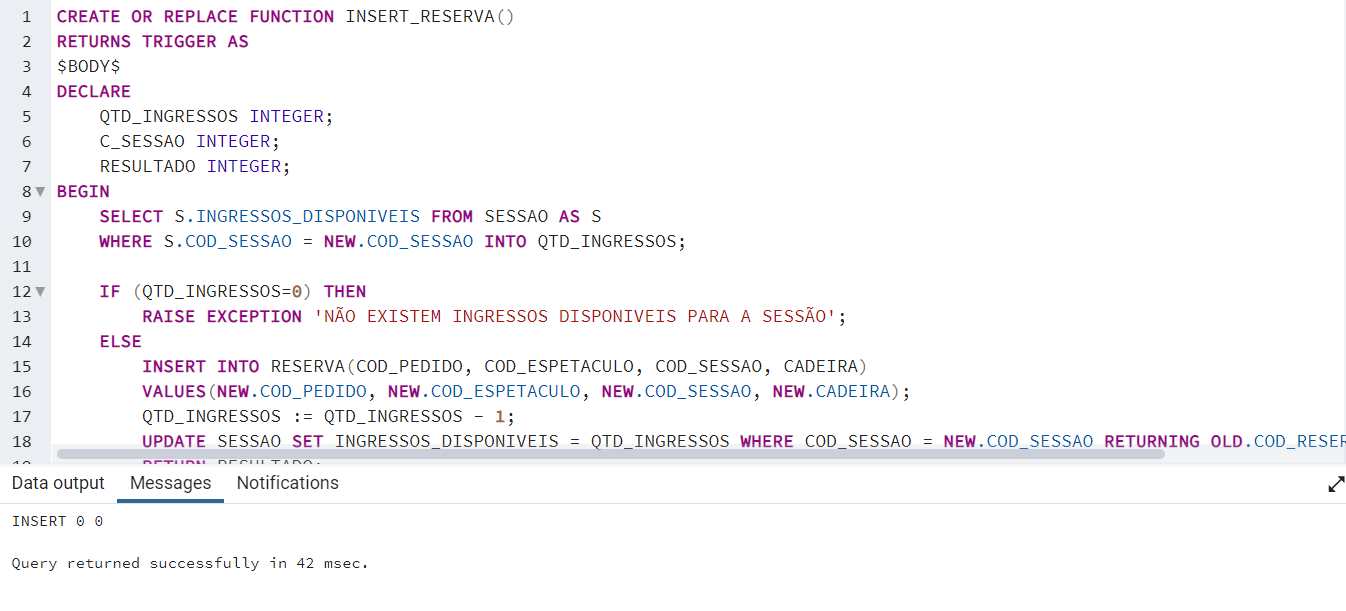 1 CREATE OR REPLACE FUNCTION INSERT_RESERVA()
2 RETURNS TRIGGER AS
3 $BODY$
4 DECLARE
5 QTD_INGRESSOS INTEGER;
6 C_SESSAO INTEGER;
7 RESULTADO INTEGER;
8 BEGIN
9 SELECT S.INGRESSOS_DISPONIVEIS FROM SESSAO AS S
10 WHERE S.COD_SESSAO = NEW.COD_SESSAO INTO QTD_INGRESSOS;
11
12 IF (QTD_INGRESSOS=0) THEN
13 RAISE EXCEPTION 'NÃO EXISTEM INGRESSOS DISPONIVEIS PARA A SESSÃO';
14 ELSE
15 INSERT INTO RESERVA(COD_PEDIDO, COD_ESPETACULO, COD_SESSAO, CADEIRA)
16 VALUES(NEW.COD_PEDIDO, NEW.COD_ESPETACULO, NEW.COD_SESSAO, NEW.CADEIRA);
17 QTD_INGRESSOS := QTD_INGRESSOS - 1;
18 UPDATE SESSAO SET INGRESSOS_DISPONIVEIS = QTD_INGRESSOS WHERE COD_SESSAO = NEW.COD_SESSAO RETURNING OLD.COD_RESER
19 RETURN RESULTADO;
Data output Messages Notifications
INSERT 0 0
Query returned successfully in 42 msec.